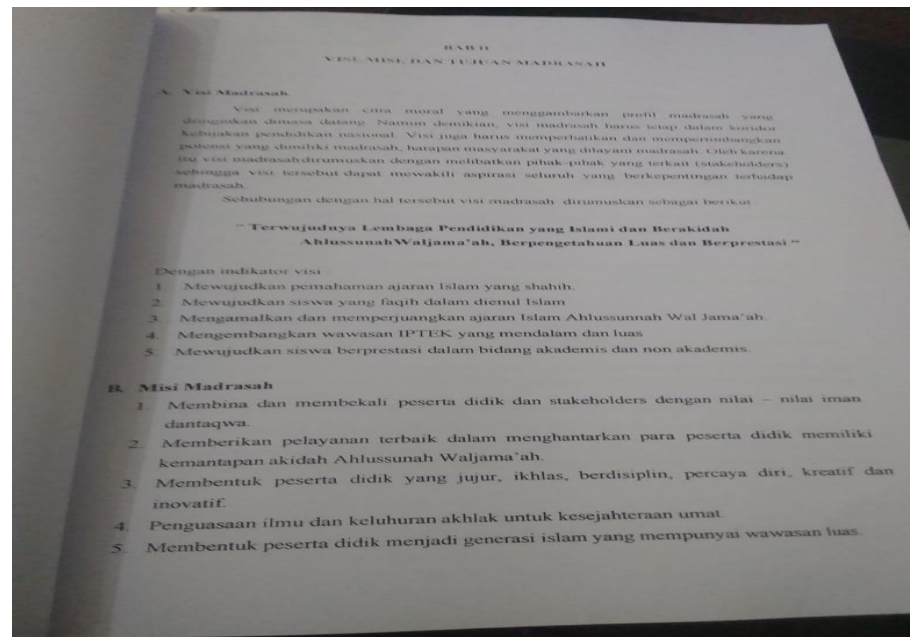 BAB II
VISI, MISI, DAN TUJUAN MADRASAH
A. Visi Madrasah
Visi merupakan citra moral yang menggambarkan profil madrasah yang
diinginkan dimasa datang. Namun demikian, visi madrasah harus tetap dalam koridor
kebijakan pendidikan nasional. Visi juga harus memperhatikan dan mempertimbangkan
potensi yang dimiliki madrasah, harapan masyarakat yang dilayani madrasah. Oleh karena
itu visi madrasah dirumuskan dengan melibatkan pihak-pihak yang terkait (stakeholders)
sehingga visi tersebut dapat mewakili aspirasi seluruh yang berkepentingan terhadap
madrasah.
Sehubungan dengan hal tersebut visi madrasah dirumuskan sebagai berikut
“ Terwujudnya Lembaga Pendidikan yang Islami dan Berakidah
AhlussunahWaljama’ah, Berpengetahuan Luas dan Berprestasi “
Dengan indikator visi :
1. Mewujudkan pemahaman ajaran Islam yang shahih.
2. Mewujudkan siswa yang faqih dalam dienul Islam
3. Mengamalkan dan memperjuangkan ajaran Islam Ahlussunnah Wal Jama’ah.
4. Mengembangkan wawasan IPTEK yang mendalam dan luas
5. Mewujudkan siswa berprestasi dalam bidang akademis dan non akademis.
B. Misi Madrasah
1. Membina dan membekali peserta didik dan stakeholders dengan nilai – nilai iman
dantaqwa.
2. Memberikan pelayanan terbaik dalam menghantarkan para peserta didik memiliki
kemantapan akidah Ahlussunah Waljama’ah.
3. Membentuk peserta didik yang jujur, ikhlas, berdisiplin, percaya diri, kreatif dan
inovatif.
4. Penguasaan ilmu dan keluhuran akhlak untuk kesejahteraan umat
5. Membentuk peserta didik menjadi generasi islam yang mempunyai wawasan luas.